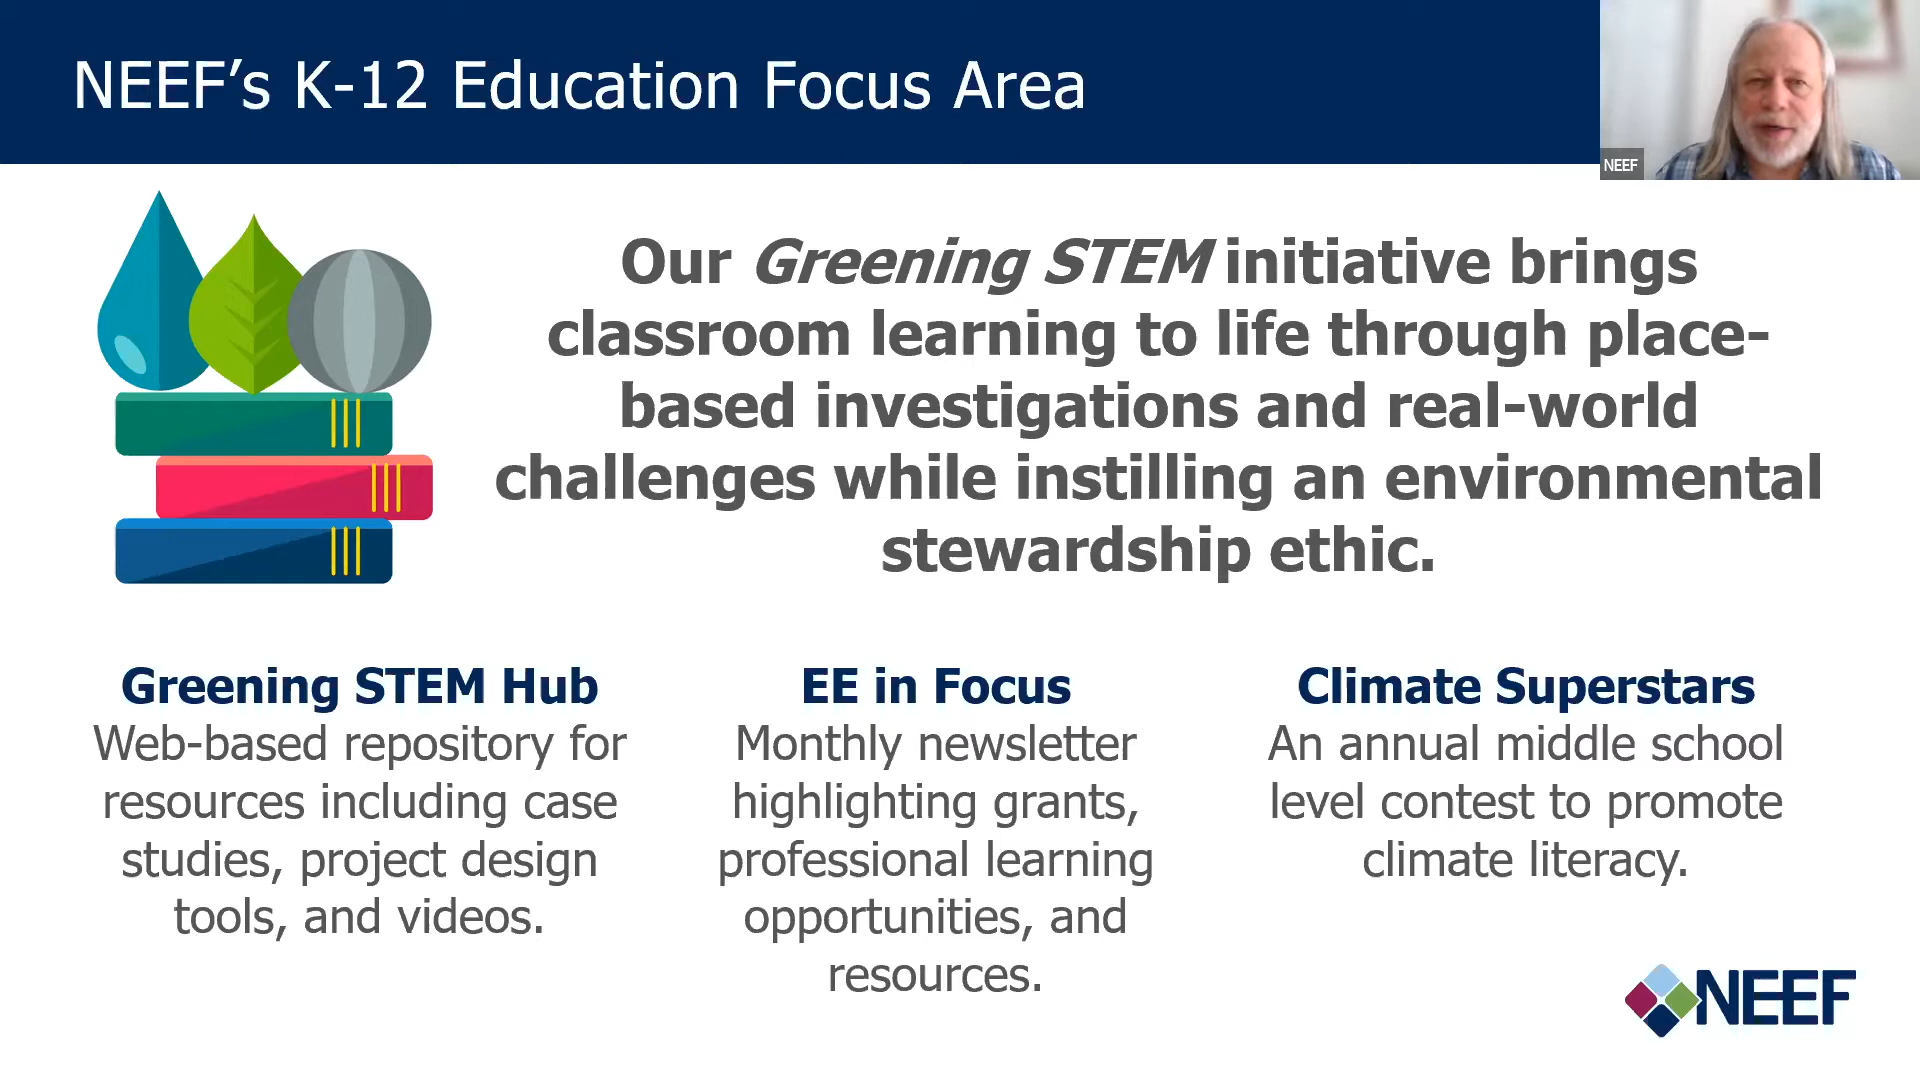 NEEF's K-12 Education Focus Area
NEEF
Our Greening STEM initiative brings
classroom learning to life through place-
based investigations and real-world
challenges while instilling an environmental
stewardship ethic.
Greening STEM Hub
Web-based repository for
resources including case
studies, project design
tools, and videos.
EE in Focus
Monthly newsletter
highlighting grants,
professional learning
opportunities, and
resources.
Climate Superstars
An annual middle school
level contest to promote
climate literacy.
NEEF